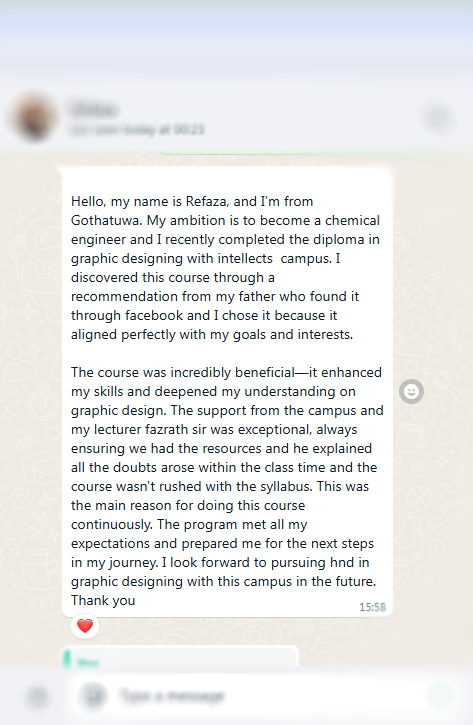 today at 00:23
Hello, my name is Refaza, and I'm from
Gothatuwa. My ambition is to become a chemical
engineer and I recently completed the diploma in
graphic designing with intellects  campus. I
discovered this course through a
recommendation from my father who found it
through facebook and I chose it because it
aligned perfectly with my goals and interests.
The course was incredibly beneficial—it enhanced
my skills and deepened my understanding on
graphic design. The support from the campus and
my lecturer fazrath sir was exceptional, always
ensuring we had the resources and he explained
all the doubts arose within the class time and the
course wasn't rushed with the syllabus. This was
the main reason for doing this course
continuously. The program met all my
expectations and prepared me for the next steps
in my journey. I look forward to pursuing hnd in
graphic designing with this campus in the future.
Thank you
15:58
Type a message